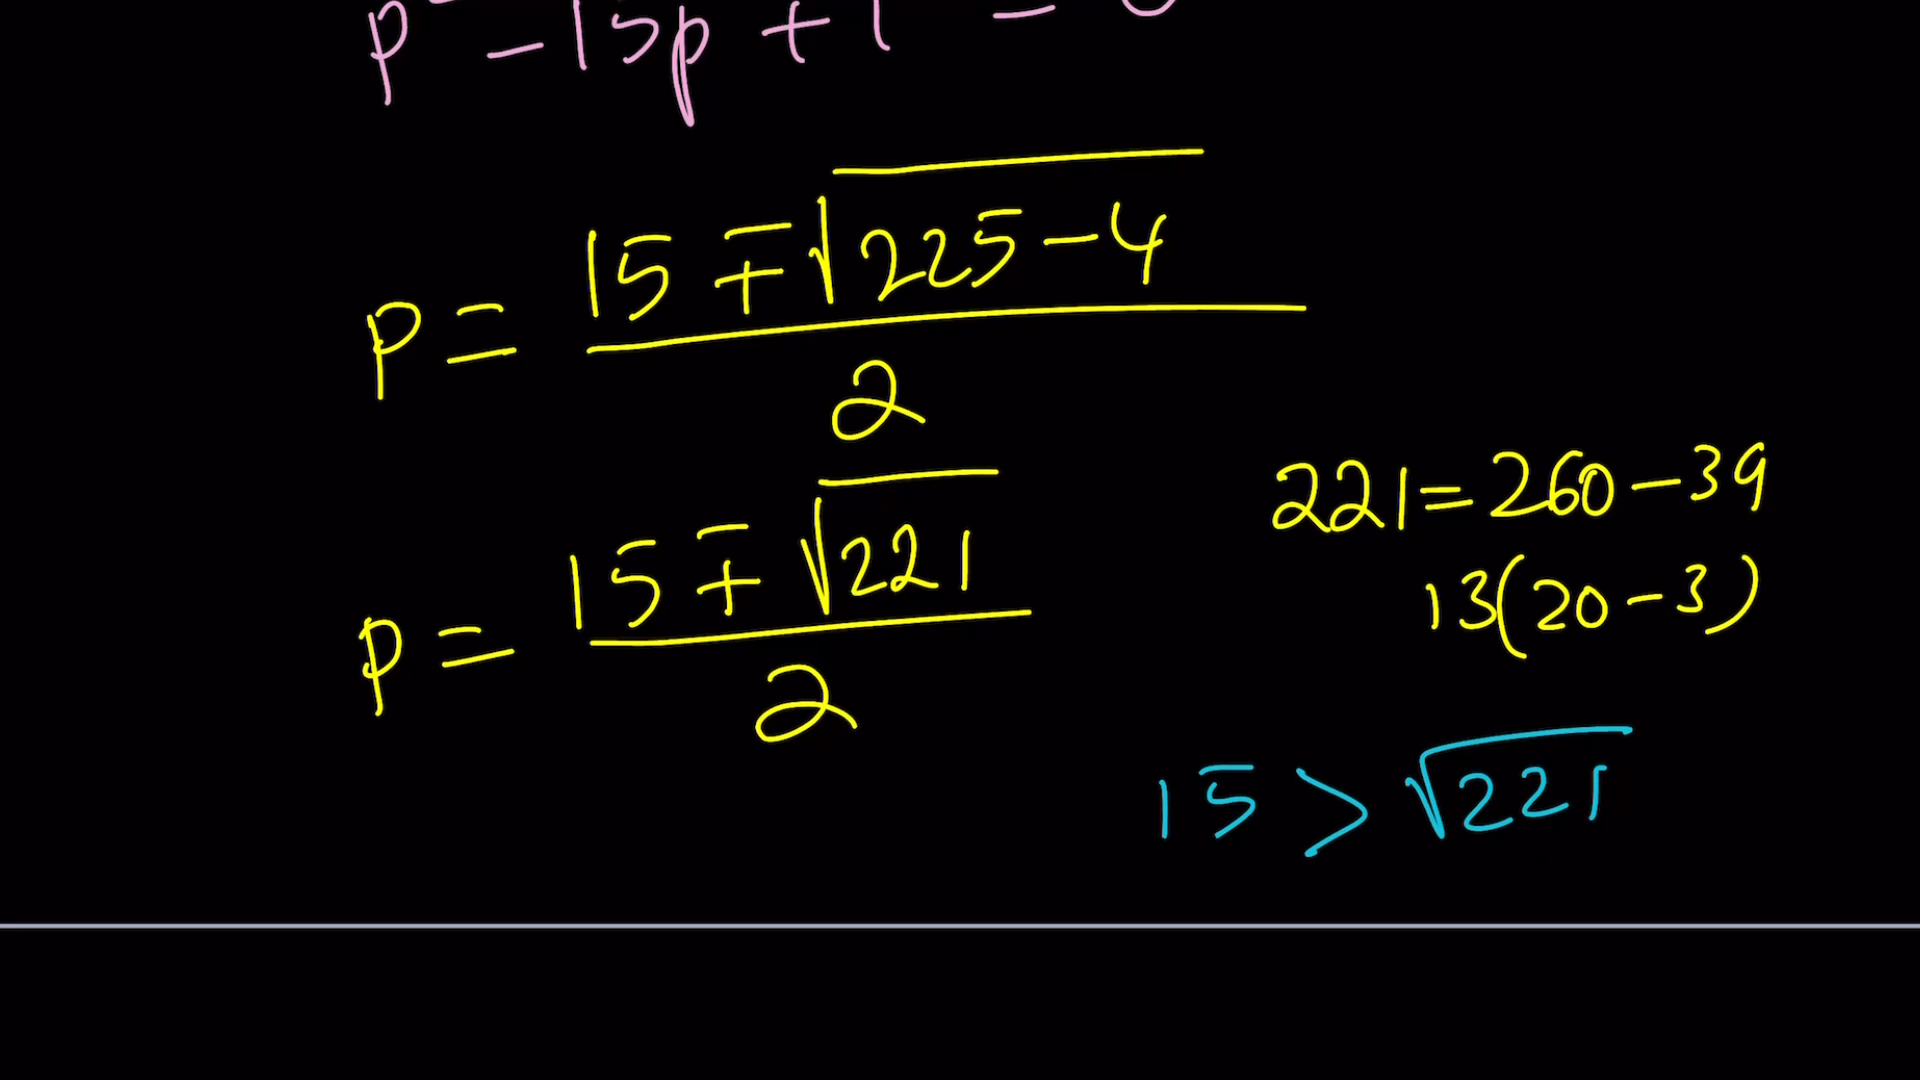 p² - 15p + 1 = 0
p = (15 ∓ √(225 - 4)) / 2
221 = 260 - 39
13(20 - 3)
p = (15 ∓ √221) / 2
15 > √221